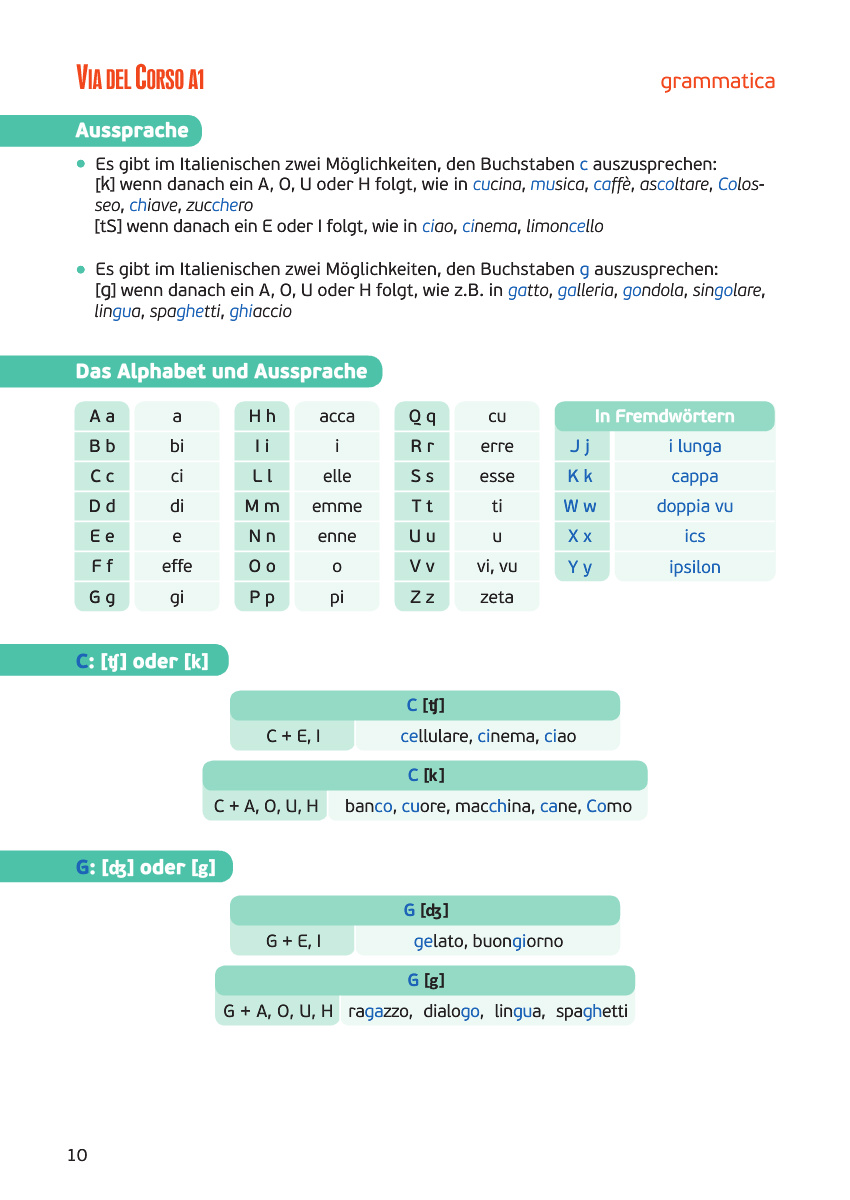 VIA DEL CORSO A1
grammatica
Aussprache
• Es gibt im Italienischen zwei Möglichkeiten, den Buchstaben c auszusprechen:
[k] wenn danach ein A, O, U oder H folgt, wie in cucina, musica, caffè, ascoltare, Colos-
seo, chiave, zucchero
[tS] wenn danach ein E oder I folgt, wie in ciao, cinema, limoncello
• Es gibt im Italienischen zwei Möglichkeiten, den Buchstaben g auszusprechen:
[g] wenn danach ein A, O, U oder H folgt, wie z.B. in gatto, galleria, gondola, singolare,
lingua, spaghetti, ghiaccio
Das Alphabet und Aussprache
A a a H h acca Q q cu In Fremdwörtern
B b bi I i i R r erre J j i lunga
C c ci L l elle S s esse K k cappa
D d di M m emme T t ti W w doppia vu
E e e N n enne U u u X x ics
F f effe O o o V v vi, vu Y y ipsilon
G g gi P p pi Z z zeta
C: [ʧ] oder [k]
C [ʧ]
C + E, I cellulare, cinema, ciao
C [k]
C + A, O, U, H banco, cuore, macchina, cane, Como
G: [ʤ] oder [g]
G [ʤ]
G + E, I gelato, buongiorno
G [g]
G + A, O, U, H ragazzo, dialogo, lingua, spaghetti
10